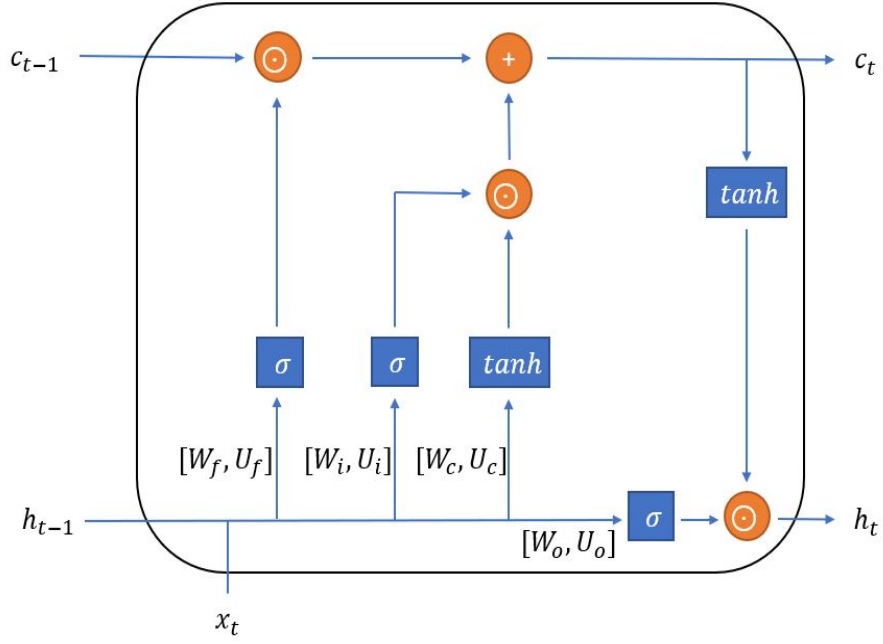 c_{t-1} ⊙ + c_t
⊙ tanh
σ σ tanh
[W_f, U_f] [W_i, U_i] [W_c, U_c]
h_{t-1} σ ⊙ h_t
[W_o, U_o]
x_t